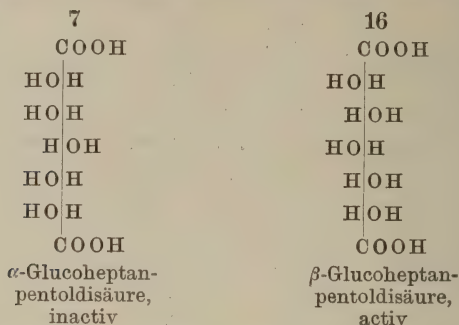 7
COOH
HO H
HO H
H OH
HO H
HO H
COOH
α-Glucoheptan-
pentoldisäure,
inactiv
16
COOH
HO H
H OH
HO H
H OH
H OH
COOH
β-Glucoheptan-
pentoldisäure,
activ